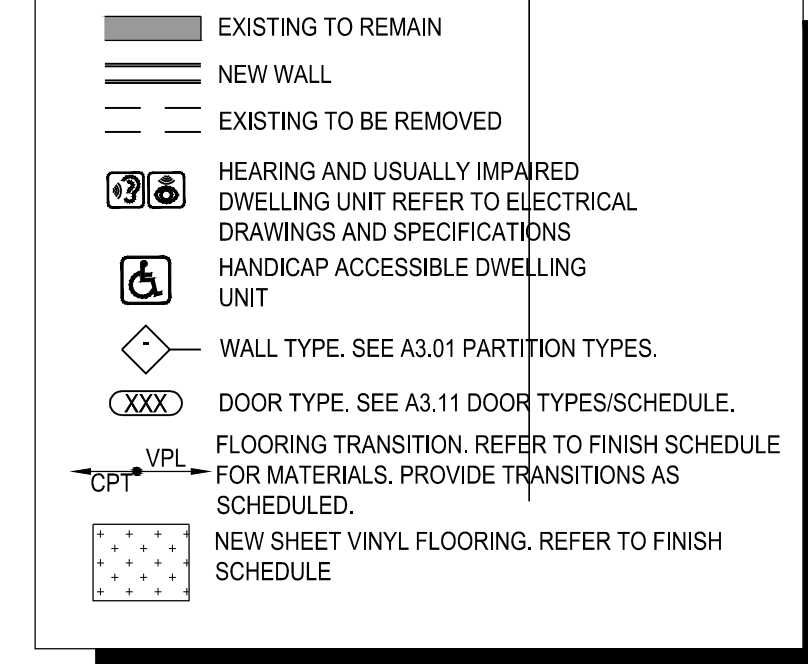 EXISTING TO REMAIN
NEW WALL
EXISTING TO BE REMOVED
HEARING AND USUALLY IMPAIRED
DWELLING UNIT REFER TO ELECTRICAL
DRAWINGS AND SPECIFICATIONS
HANDICAP ACCESSIBLE DWELLING
UNIT
- WALL TYPE. SEE A3.01 PARTITION TYPES.
XXX DOOR TYPE. SEE A3.11 DOOR TYPES/SCHEDULE.
VPL
CPT
FLOORING TRANSITION. REFER TO FINISH SCHEDULE
FOR MATERIALS. PROVIDE TRANSITIONS AS
SCHEDULED.
NEW SHEET VINYL FLOORING. REFER TO FINISH
SCHEDULE